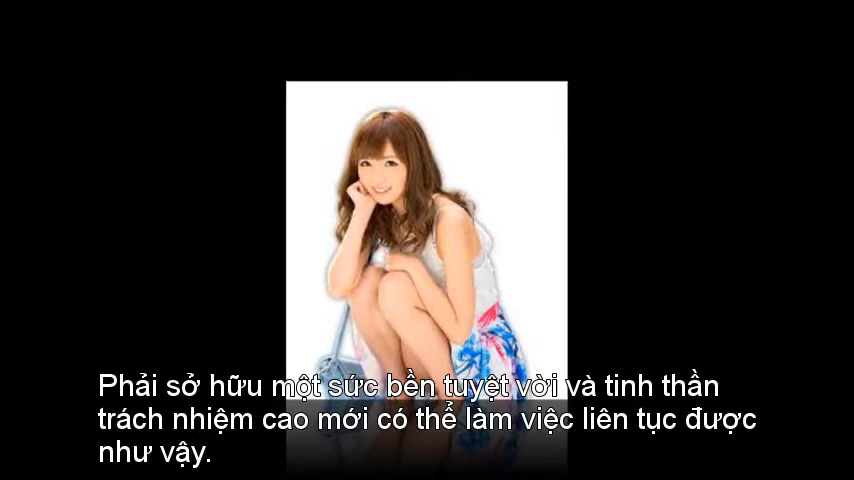 Phải sở hữu một sức bền tuyệt vời và tinh thần
trách nhiệm cao mới có thể làm việc liên tục được
như vậy.